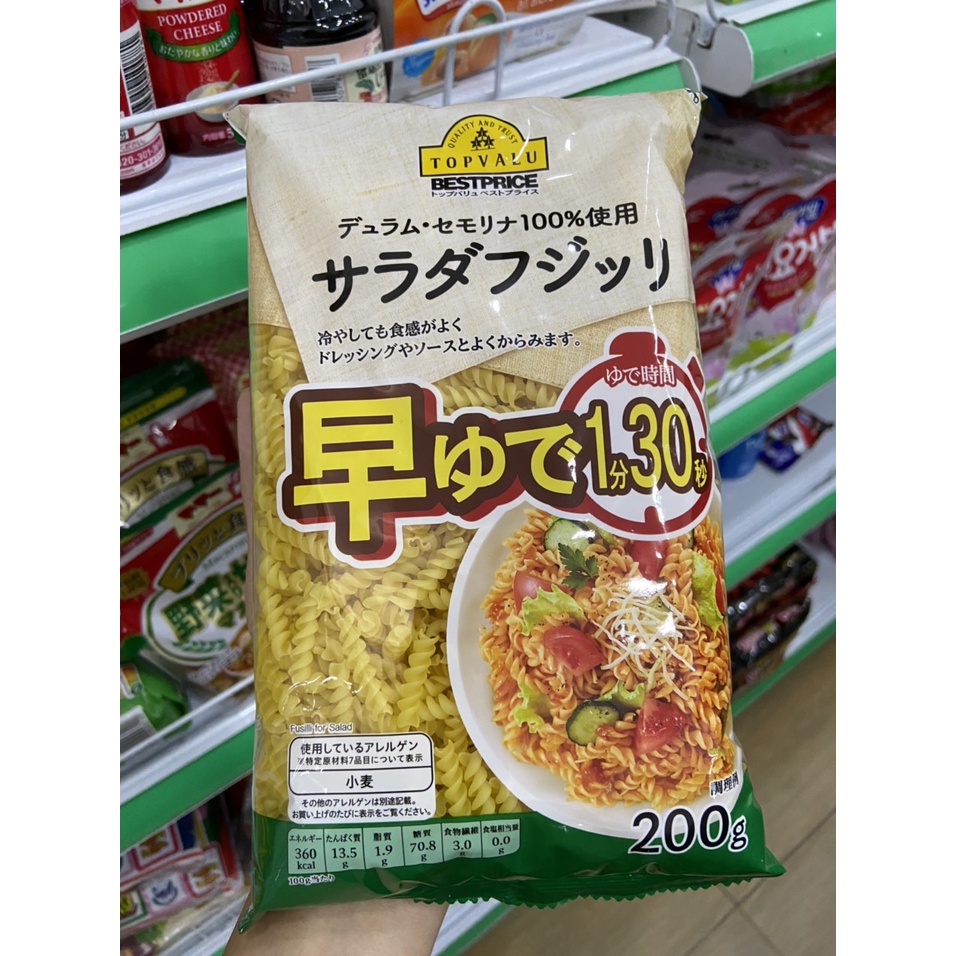 POWDERED
CHEESE
QUALITY AND TRUST
TOPVALU
BESTPRICE
トップバリュ ベストプライス
デュラム・セモリナ100%使用
サラダフジッリ
冷やしても食感がよく
ドレッシングやソースとよくからみます。
ゆで時間
早ゆで1分30秒
Fusilli for Salad
使用しているアレルゲン
※特定原材料7品目について表示
小麦
その他のアレルゲンは別途記載。
お買い上げのたびに表示をご覧ください。
調理例
200g
エネルギー たんぱく質 脂質 糖質 食物繊維 食塩相当量
360 13.5 1.9 70.8 3.0 0.0
kcal g g g g g
100g当たり
野菜